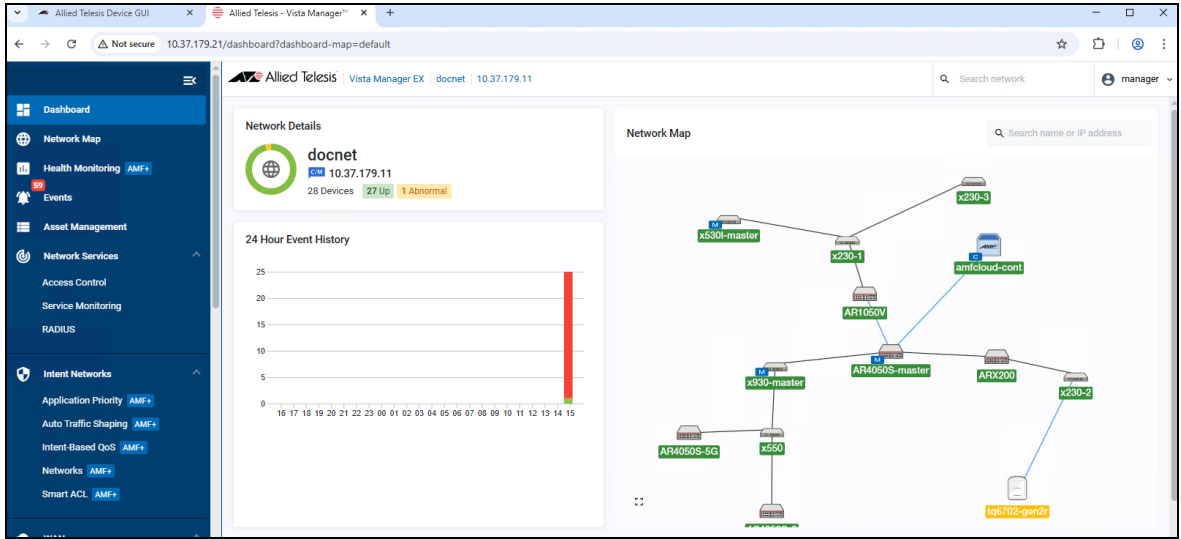 Allied Telesis Device GUI
Allied Telesis - Vista Manager™
Not secure 10.37.179.21/dashboard?dashboard-map=default
Allied Telesis Vista Manager EX docnet 10.37.179.11
Search network
manager
Dashboard
Network Map
Health Monitoring AMF+
59
Events
Asset Management
Network Services
Access Control
Service Monitoring
RADIUS
Intent Networks
Application Priority AMF+
Auto Traffic Shaping AMF+
Intent-Based QoS AMF+
Networks AMF+
Smart ACL AMF+
WAN
Network Details
docnet
C/M 10.37.179.11
28 Devices 27 Up 1 Abnormal
24 Hour Event History
25
20
15
10
5
0
16 17 18 19 20 21 22 23 00 01 02 03 04 05 06 07 08 09 10 11 12 13 14 15
Network Map
Search name or IP address
x230-3
M
x530l-master
x230-1
AMF
C
amfcloud-cont
AR1050V
M
AR4050S-master
ARX200
M
x930-master
x230-2
AR4050S-5G
x550
tq6702-gen2r